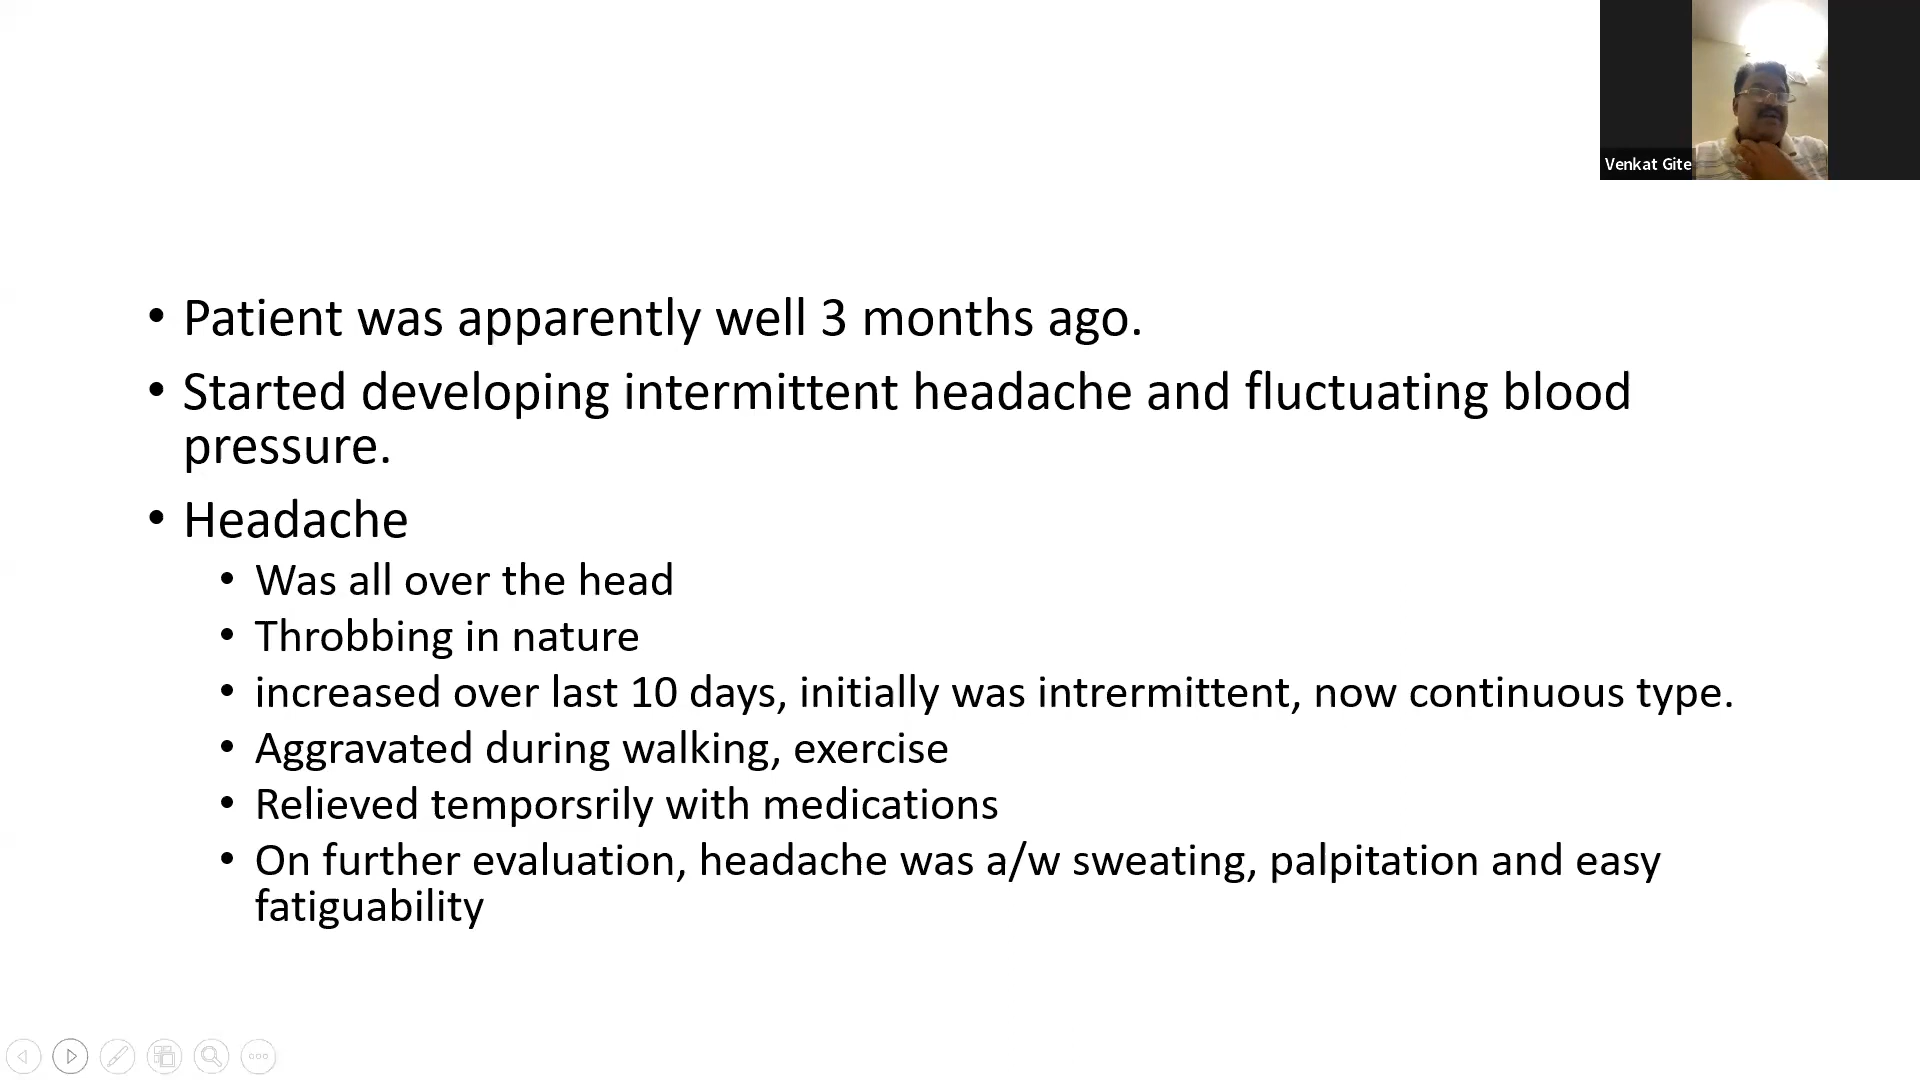 Venkat Gite
• Patient was apparently well 3 months ago.
• Started developing intermittent headache and fluctuating blood
pressure.
• Headache
• Was all over the head
• Throbbing in nature
• increased over last 10 days, initially was intrermittent, now continuous type.
• Aggravated during walking, exercise
• Relieved temporsrily with medications
• On further evaluation, headache was a/w sweating, palpitation and easy
fatiguability